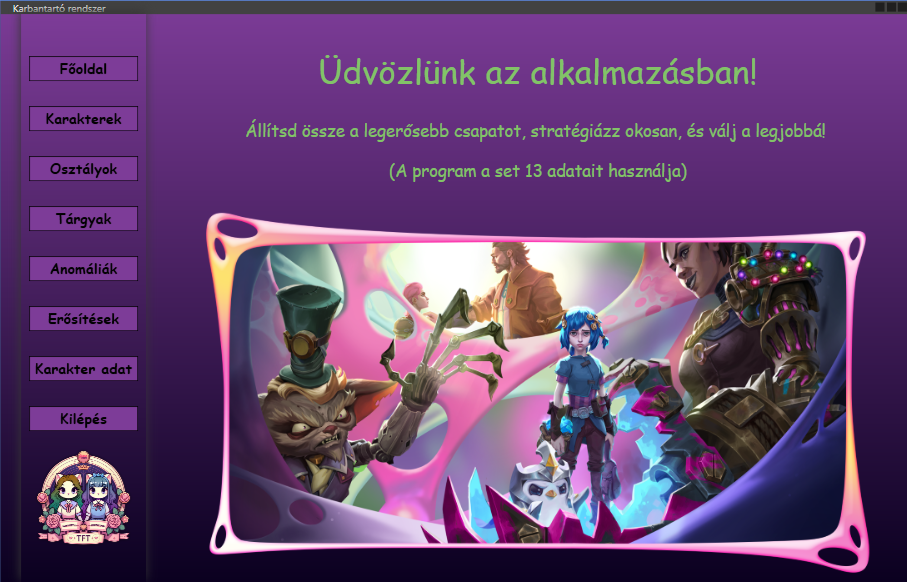 Karbantartó rendszer
Főoldal
Karakterek
Osztályok
Tárgyak
Anomáliák
Erősítések
Karakter adat
Kilépés
TFT
Üdvözlünk az alkalmazásban!
Állítsd össze a legerősebb csapatot, stratégiázz okosan, és válj a legjobbá!
(A program a set 13 adatait használja)